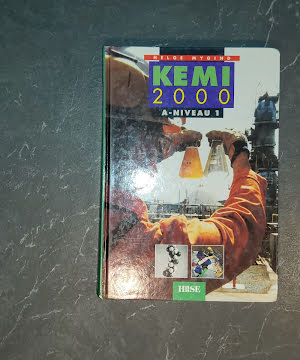 HELGE MYGIND
KEMI
2000
A-NIVEAU 1
HAASE